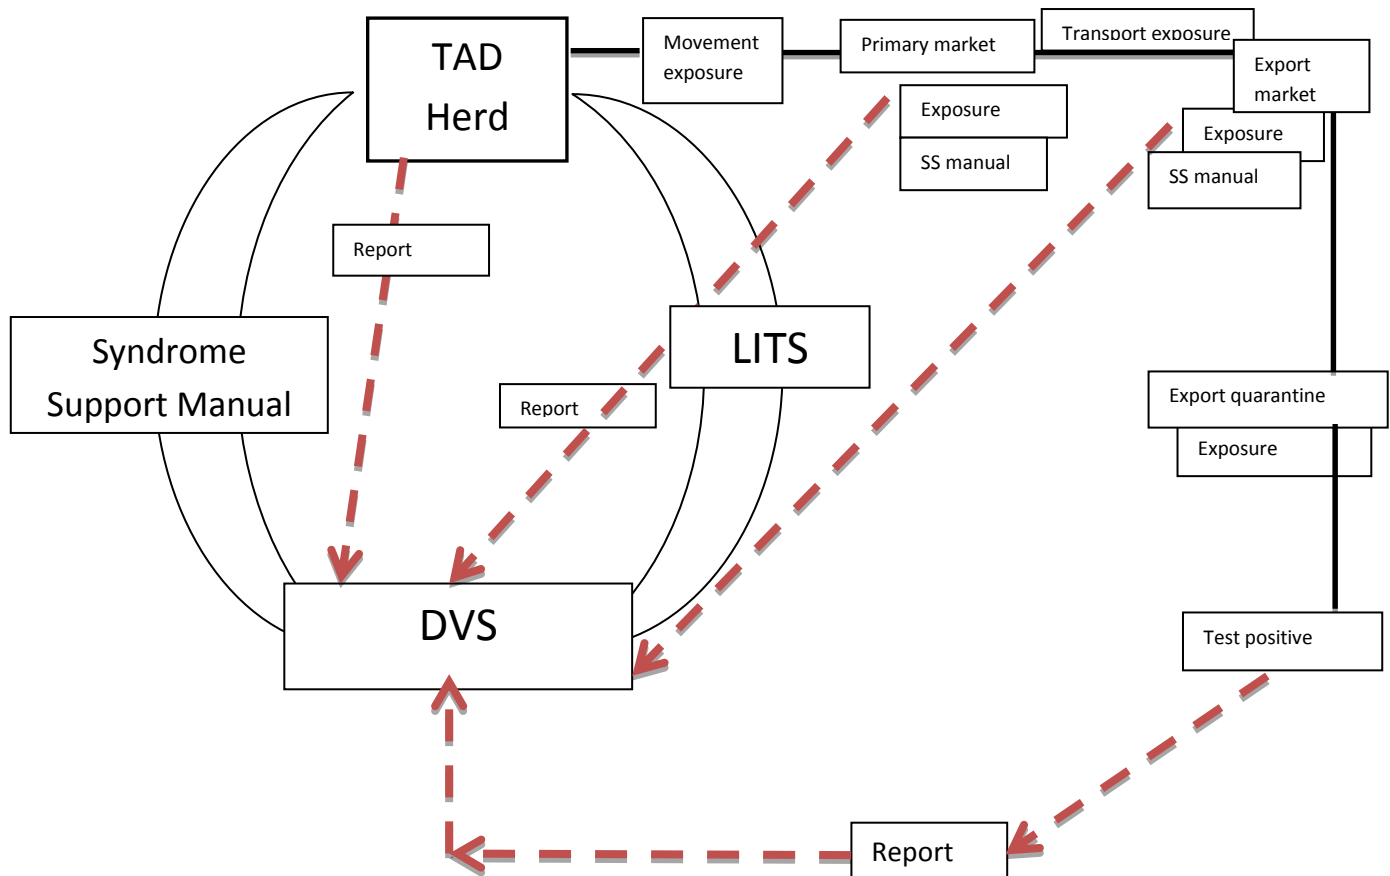 TAD
Herd
Movement
exposure
Primary market
Transport exposure
Export
market
Exposure
SS manual
Exposure
SS manual
Report
Syndrome
Support Manual
LITS
Report
Export quarantine
Exposure
DVS
Test positive
Report